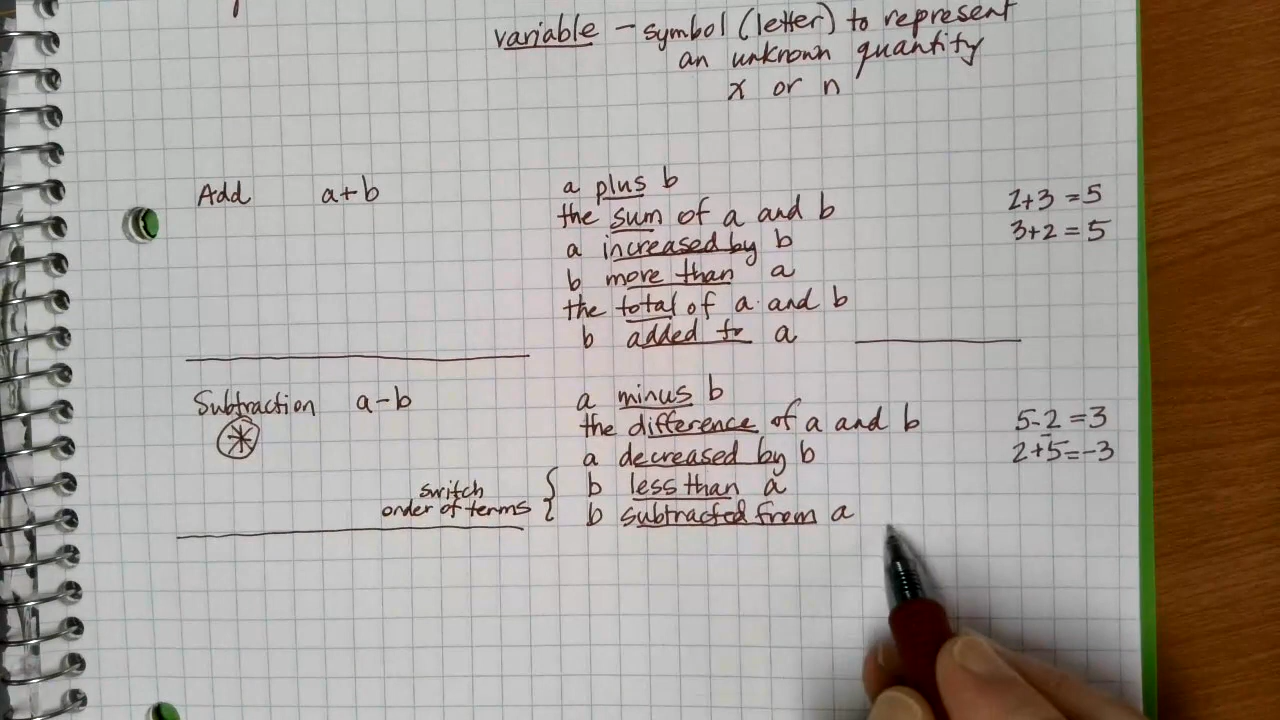 variable – symbol (letter) to represent
an unknown quantity
x or n
Add a+b
a plus b
the sum of a and b
a increased by b
b more than a
the total of a and b
b added to a
2+3 = 5
3+2 = 5
Subtraction a-b
a minus b
the difference of a and b
a decreased by b
switch
order of terms
b less than a
b subtracted from a
5-2 = 3
2+5=-3